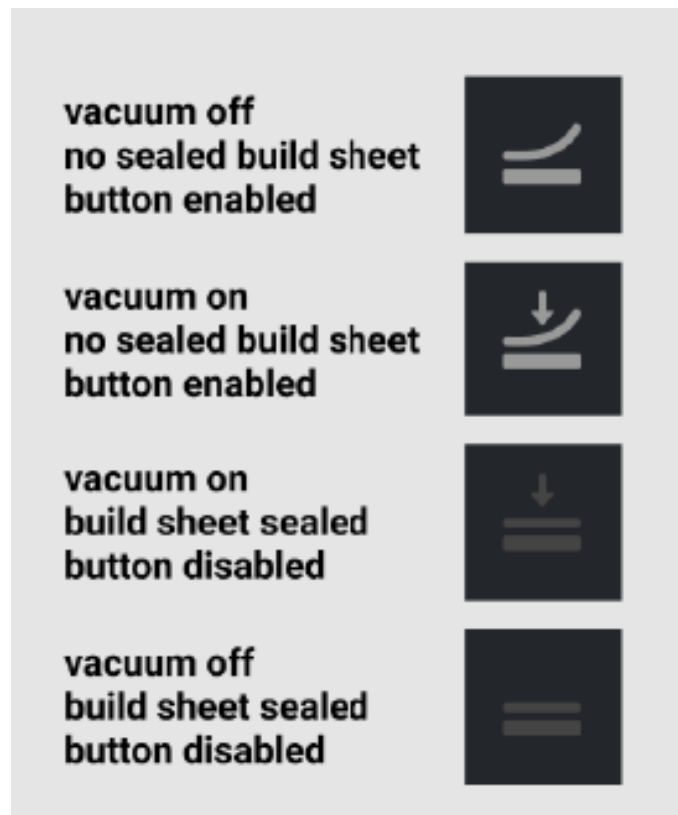 vacuum off
no sealed build sheet
button enabled
vacuum on
no sealed build sheet
button enabled
vacuum on
build sheet sealed
button disabled
vacuum off
build sheet sealed
button disabled